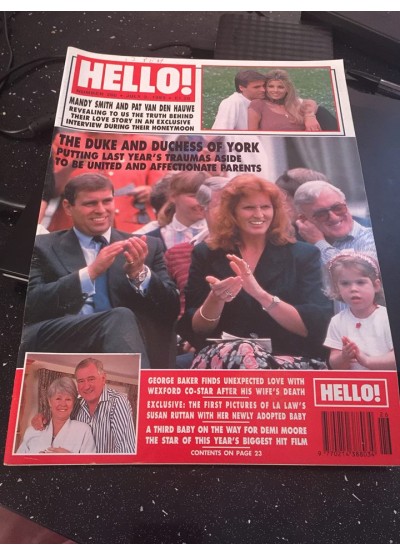 HELLO!
MANDY SMITH AND PAT VAN DEN HAUWE
REVEALING TO US THE TRUTH BEHIND
THEIR LOVE STORY IN AN EXCLUSIVE
INTERVIEW DURING THEIR HONEYMOON
THE DUKE AND DUCHESS OF YORK
PUTTING LAST YEAR'S TRAUMAS ASIDE
TO BE UNITED AND AFFECTIONATE PARENTS
GEORGE BAKER FINDS UNEXPECTED LOVE WITH
WEXFORD CO-STAR AFTER HIS WIFE'S DEATH
EXCLUSIVE: THE FIRST PICTURES OF LA LAW'S
SUSAN RUTTAN WITH HER NEWLY ADOPTED BABY
A THIRD BABY ON THE WAY FOR DEMI MOORE
THE STAR OF THIS YEAR'S BIGGEST HIT FILM
CONTENTS ON PAGE 23
HELLO!